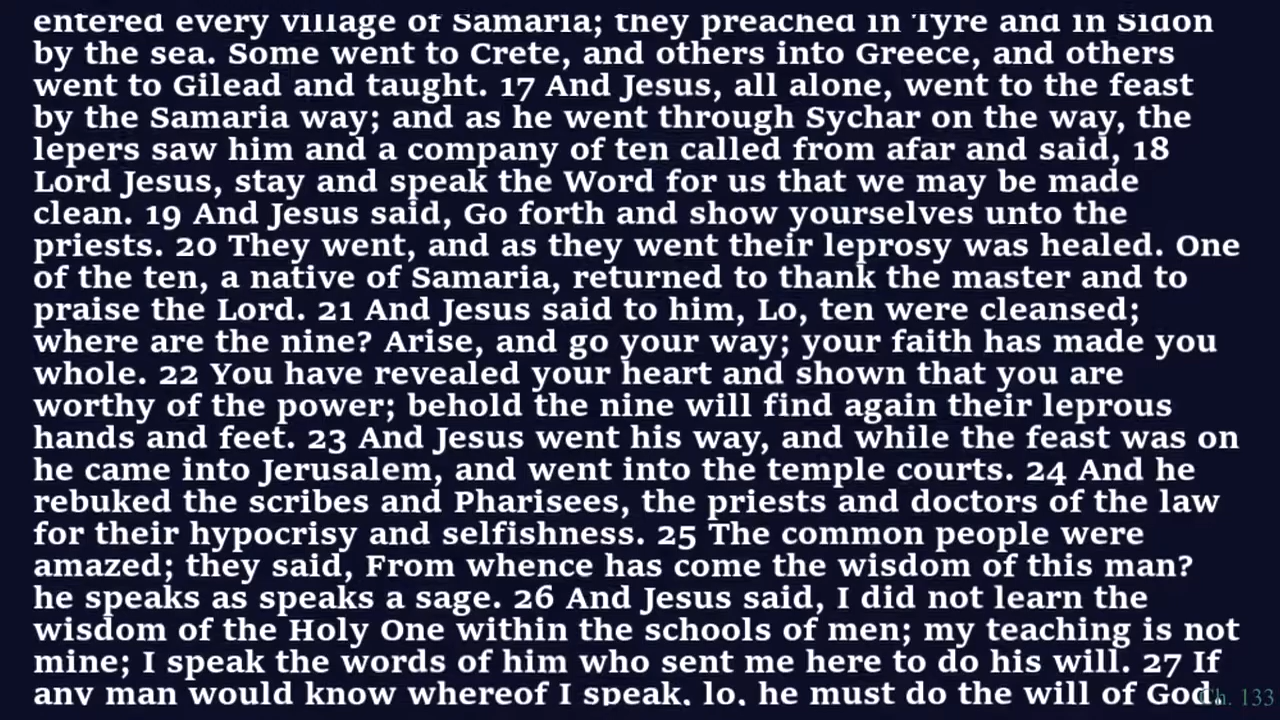 entered every village of Samaria; they preached in Tyre and in Sidon
by the sea. Some went to Crete, and others into Greece, and others
went to Gilead and taught. 17 And Jesus, all alone, went to the feast
by the Samaria way; and as he went through Sychar on the way, the
lepers saw him and a company of ten called from afar and said, 18
Lord Jesus, stay and speak the Word for us that we may be made
clean. 19 And Jesus said, Go forth and show yourselves unto the
priests. 20 They went, and as they went their leprosy was healed. One
of the ten, a native of Samaria, returned to thank the master and to
praise the Lord. 21 And Jesus said to him, Lo, ten were cleansed;
where are the nine? Arise, and go your way; your faith has made you
whole. 22 You have revealed your heart and shown that you are
worthy of the power; behold the nine will find again their leprous
hands and feet. 23 And Jesus went his way, and while the feast was on
he came into Jerusalem, and went into the temple courts. 24 And he
rebuked the scribes and Pharisees, the priests and doctors of the law
for their hypocrisy and selfishness. 25 The common people were
amazed; they said, From whence has come the wisdom of this man?
he speaks as speaks a sage. 26 And Jesus said, I did not learn the
wisdom of the Holy One within the schools of men; my teaching is not
mine; I speak the words of him who sent me here to do his will. 27 If
any man would know whereof I speak, lo, he must do the will of God.
Ch. 133